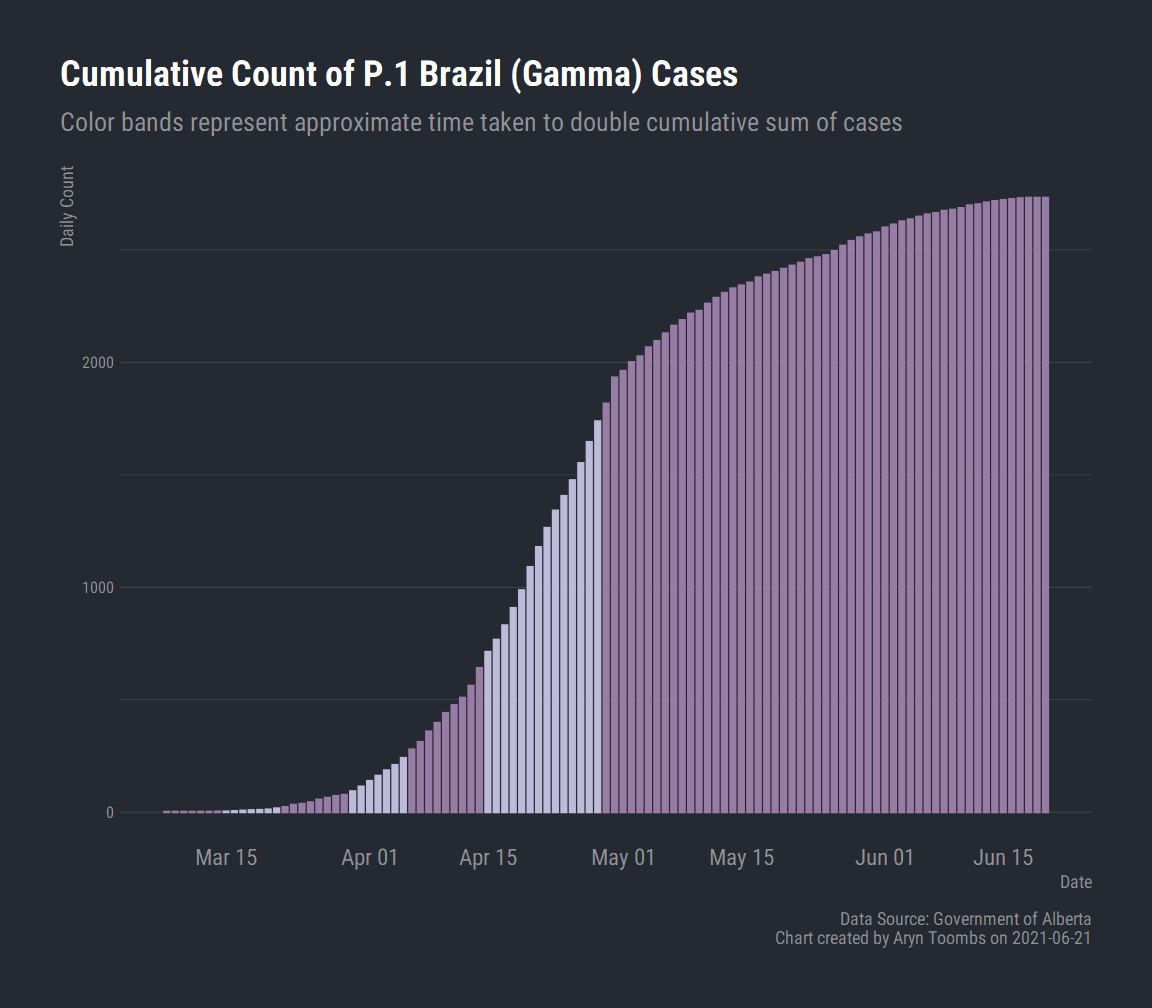 Cumulative Count of P.1 Brazil (Gamma) Cases
Color bands represent approximate time taken to double cumulative sum of cases
Daily Count
2000
1000
0
Mar 15 Apr 01 Apr 15 May 01 May 15 Jun 01 Jun 15
Date
Data Source: Government of Alberta
Chart created by Aryn Toombs on 2021-06-21